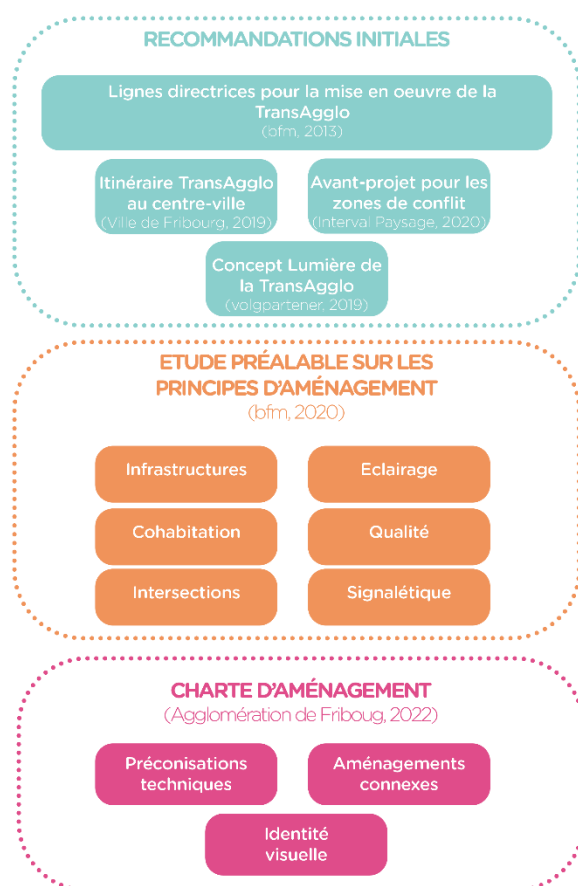 RECOMMANDATIONS INITIALES
Lignes directrices pour la mise en oeuvre de la
TransAgglo
(bfm, 2013)
Itinéraire TransAgglo
au centre-ville
(Ville de Fribourg, 2019)
Avant-projet pour les
zones de conflit
(Interval Paysage, 2020)
Concept Lumière de
la TransAgglo
(volgpartener, 2019)
ETUDE PRÉALABLE SUR LES
PRINCIPES D'AMÉNAGEMENT
(bfm, 2020)
Infrastructures
Eclairage
Cohabitation
Qualité
Intersections
Signalétique
CHARTE D'AMÉNAGEMENT
(Agglomération de Friboug, 2022)
Préconisations
techniques
Aménagements
connexes
Identité
visuelle